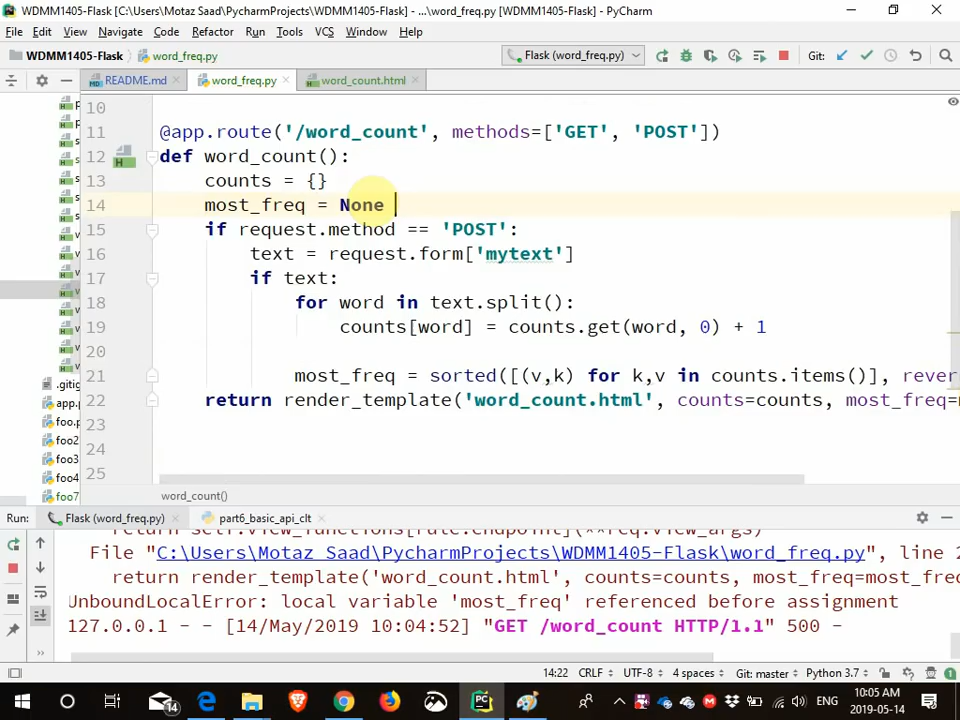 WDMM1405-Flask [C:\Users\Motaz Saad\PycharmProjects\WDMM1405-Flask] - ...\word_freq.py [WDMM1405-Flask] - PyCharm
File Edit View Navigate Code Refactor Run Tools VCS Window Help
WDMM1405-Flask word_freq.py Flask (word_freq.py) Git:
README.md word_freq.py word_count.html
10
11 @app.route('/word_count', methods=['GET', 'POST'])
12 def word_count():
13 counts = {}
14 most_freq = None
15 if request.method == 'POST':
16 text = request.form['mytext']
17 if text:
18 for word in text.split():
19 counts[word] = counts.get(word, 0) + 1
20
21 most_freq = sorted([(v,k) for k,v in counts.items()], rever
22 return render_template('word_count.html', counts=counts, most_freq=
23
24
25
.gitig
app.p
foo.p
foo2
foo3
foo4
foo7
word_count()
Run: Flask (word_freq.py) part6_basic_api_clt
return self.view_functions[rule.endpoint](**req.view_args)
File "C:\Users\Motaz Saad\PycharmProjects\WDMM1405-Flask\word_freq.py", line 2
return render_template('word_count.html', counts=counts, most_freq=most_fre
UnboundLocalError: local variable 'most_freq' referenced before assignment
127.0.0.1 - - [14/May/2019 10:04:52] "GET /word_count HTTP/1.1" 500 -
14:22 CRLF UTF-8 4 spaces Git: master Python 3.7
14 ENG 10:05 AM
2019-05-14